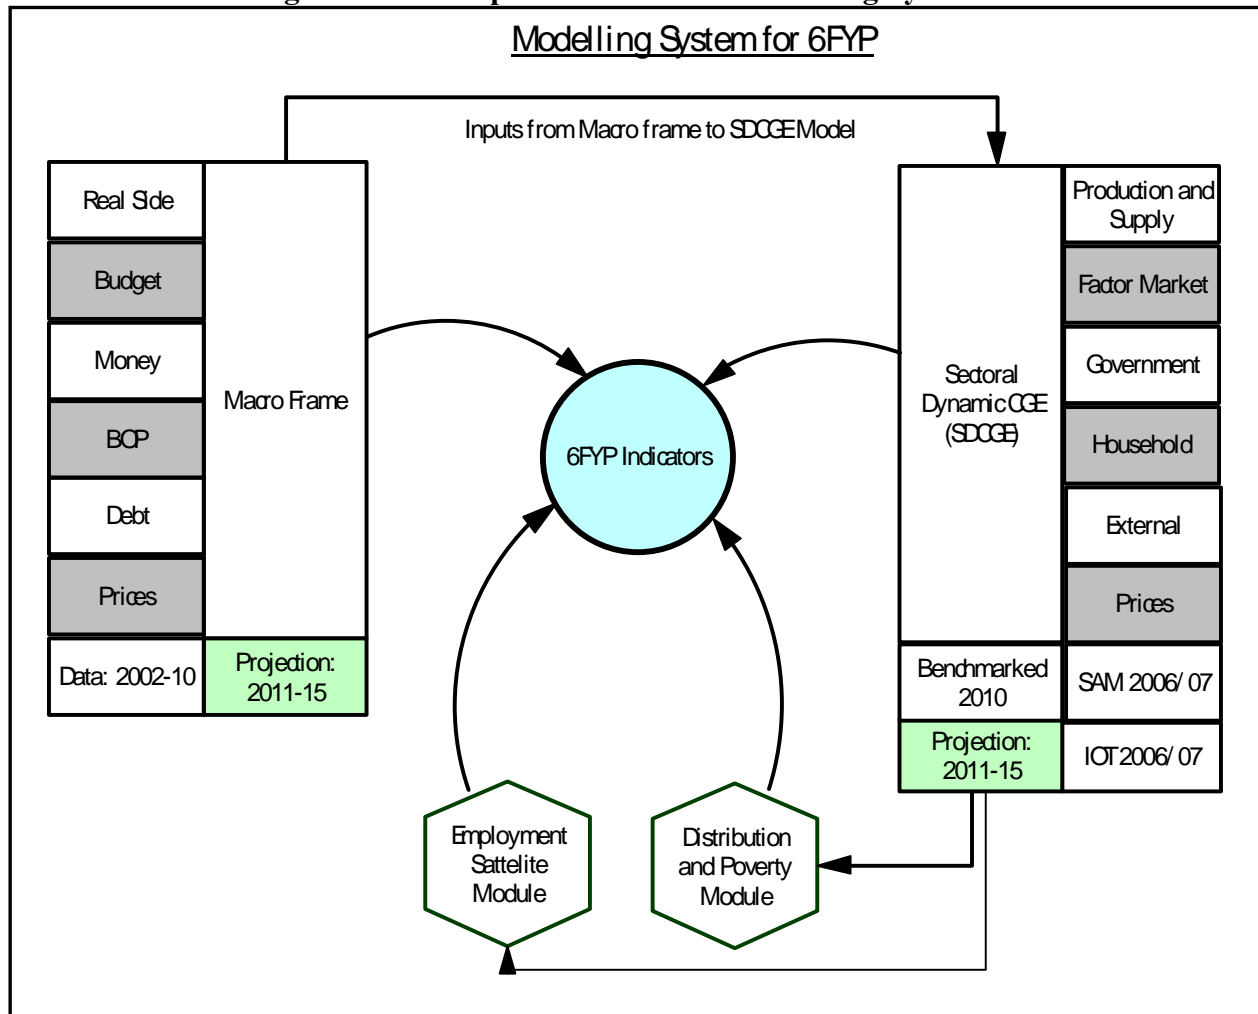 Modelling System for 6FYP
Inputs from Macro frame to SDCGE Model
Real Side
Budget
Money
BOP
Debt
Prices
Data: 2002-10
Macro Frame
Projection:
2011-15
6FYP Indicators
Sectoral
Dynamic CGE
(SDCGE)
Benchmarked
2010
Projection:
2011-15
Production and
Supply
Factor Market
Government
Household
External
Prices
SAM 2006/07
IOT 2006/07
Employment
Sattelite
Module
Distribution
and Poverty
Module